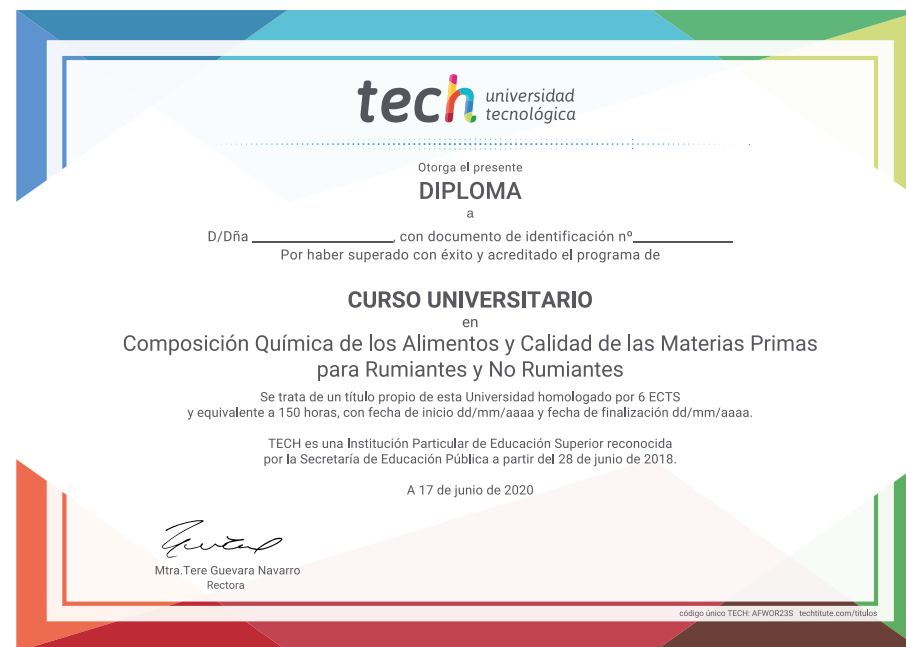 tech universidad
tecnológica
Otorga el presente
DIPLOMA
a
D/Dña ____________, con documento de identificación nº____________
Por haber superado con éxito y acreditado el programa de
CURSO UNIVERSITARIO
en
Composición Química de los Alimentos y Calidad de las Materias Primas
para Rumiantes y No Rumiantes
Se trata de un título propio de esta Universidad homologado por 6 ECTS
y equivalente a 150 horas, con fecha de inicio dd/mm/aaaa y fecha de finalización dd/mm/aaaa.
TECH es una Institución Particular de Educación Superior reconocida
por la Secretaría de Educación Pública a partir del 28 de junio de 2018.
A 17 de junio de 2020
Mtra.Tere Guevara Navarro
Rectora
código único TECH: AFWOR23S techtitute.com/títulos